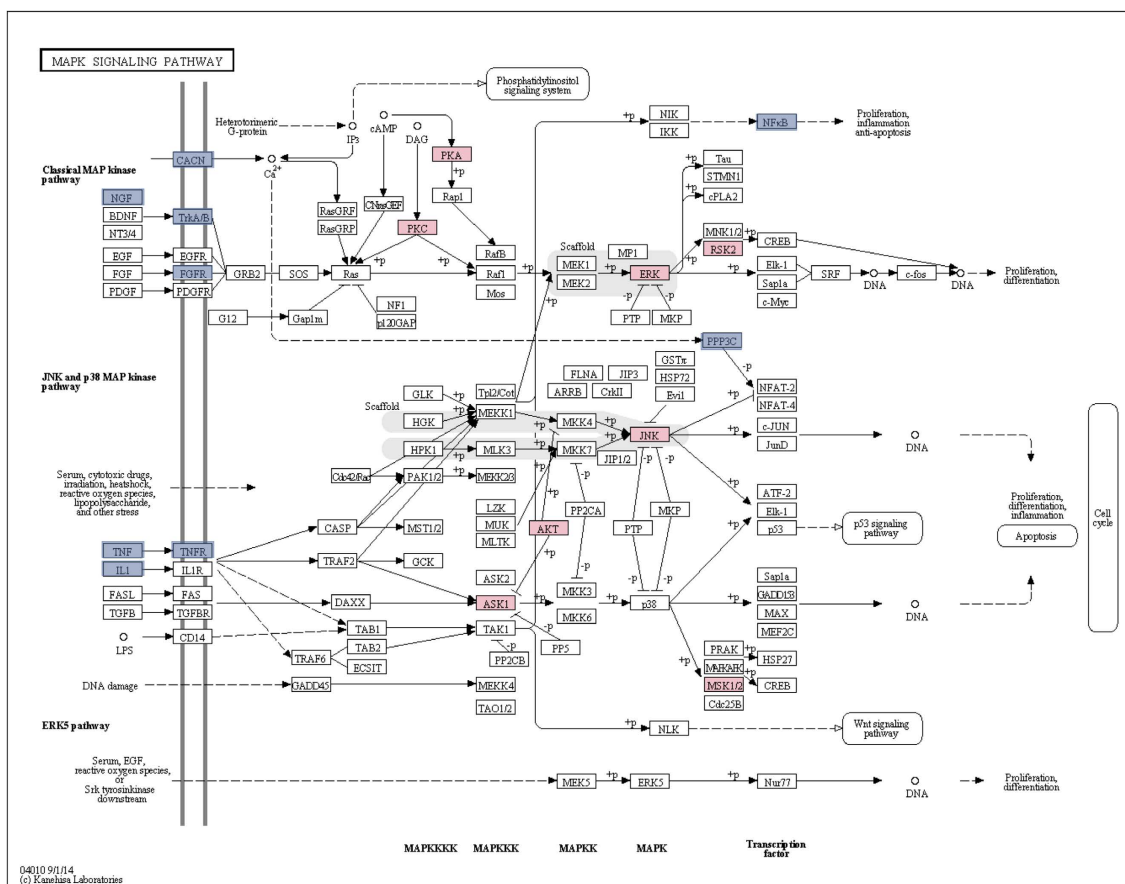 MAPK SIGNALING PATHWAY
Phosphatidylinositol
signaling system
Heterotorimeric
G-protein
IP3
cAMP
DAG
+p
NIK
IKK
NFκB
Proliferation,
inflammation
anti-apoptosis
Classical MAP kinase
pathway
CACN
Ca2+
PKA
+p
Tau
STMN1
cPLA2
+p
NGF
BDNF
NT3/4
TrkA/B
RasGRF
RasGRP
CNrasGEF
PKC
Rap1
EGF
FGF
PDGF
EGFR
FGFR
PDGFR
GRB2
SOS
Ras
+p
+p
RafB
Raf1
Mos
+p
+p
Scaffold
MEK1
MEK2
+p
MP1
ERK
+p
MNK1/2
RSK2
+p
CREB
+p
Elk-1
Sap1a
c-Myc
SRF
DNA
c-fos
DNA
Proliferation,
differentiation
G12
Gap1m
NF1
p120GAP
-p
-p
PTP
MKP
PPP3C
-p
JNK and p38 MAP kinase
pathway
GLK
HGK
HPK1
Scaffold
+p
+p
+p
+p
Tpl2/Cot
MEKK1
MLK3
MEKK2/3
FLNA
JIP3
ARRB
CrkII
GSTπ
HSP72
Evi1
MKK4
MKK7
+p
+p
JIP1/2
JNK
NFAT-2
NFAT-4
c-JUN
JunD
+p
+p
DNA
Serum, cytotoxic drugs,
irradiation, heatshock,
reactive oxygen species,
lipopolysaccharide,
and other stress
Cdc42/Rac
PAK1/2
LZK
MUK
MLTK
-p
PP2CA
-p
-p
-p
PTP
MKP
ATF-2
Elk-1
p53
p53 signaling
pathway
Proliferation,
differentiation,
inflammation
Apoptosis
Cell
cycle
CASP
MST1/2
AKT
+p
+p
TNF
IL1
TNFR
IL1R
TRAF2
GCK
ASK2
ASK1
+p
-p
MKK3
MKK6
+p
-p
-p
p38
+p
+p
Sap1a
GADD153
MAX
MEF2C
DNA
FASL
TGFB
FAS
TGFBR
DAXX
LPS
CD14
TAB1
TAB2
ECSIT
TRAF6
TAK1
-p
PP2CB
-p
PP5
PRAK
MSK1/2
Cdc25B
+p
+p
+p
HSP27
CREB
DNA damage
GADD45
MEKK4
TAO1/2
ERK5 pathway
+p
NLK
Wnt signaling
pathway
Serum, EGF,
reactive oxygen species,
or
Srk tyrosinkinase
downstream
MEK5
+p
ERK5
+p
Nur77
DNA
Proliferation,
differentiation
MAPKKKK
MAPKKK
MAPKK
MAPK
Transcription
factor
04010 9/1/14
(c) Kanehisa Laboratories